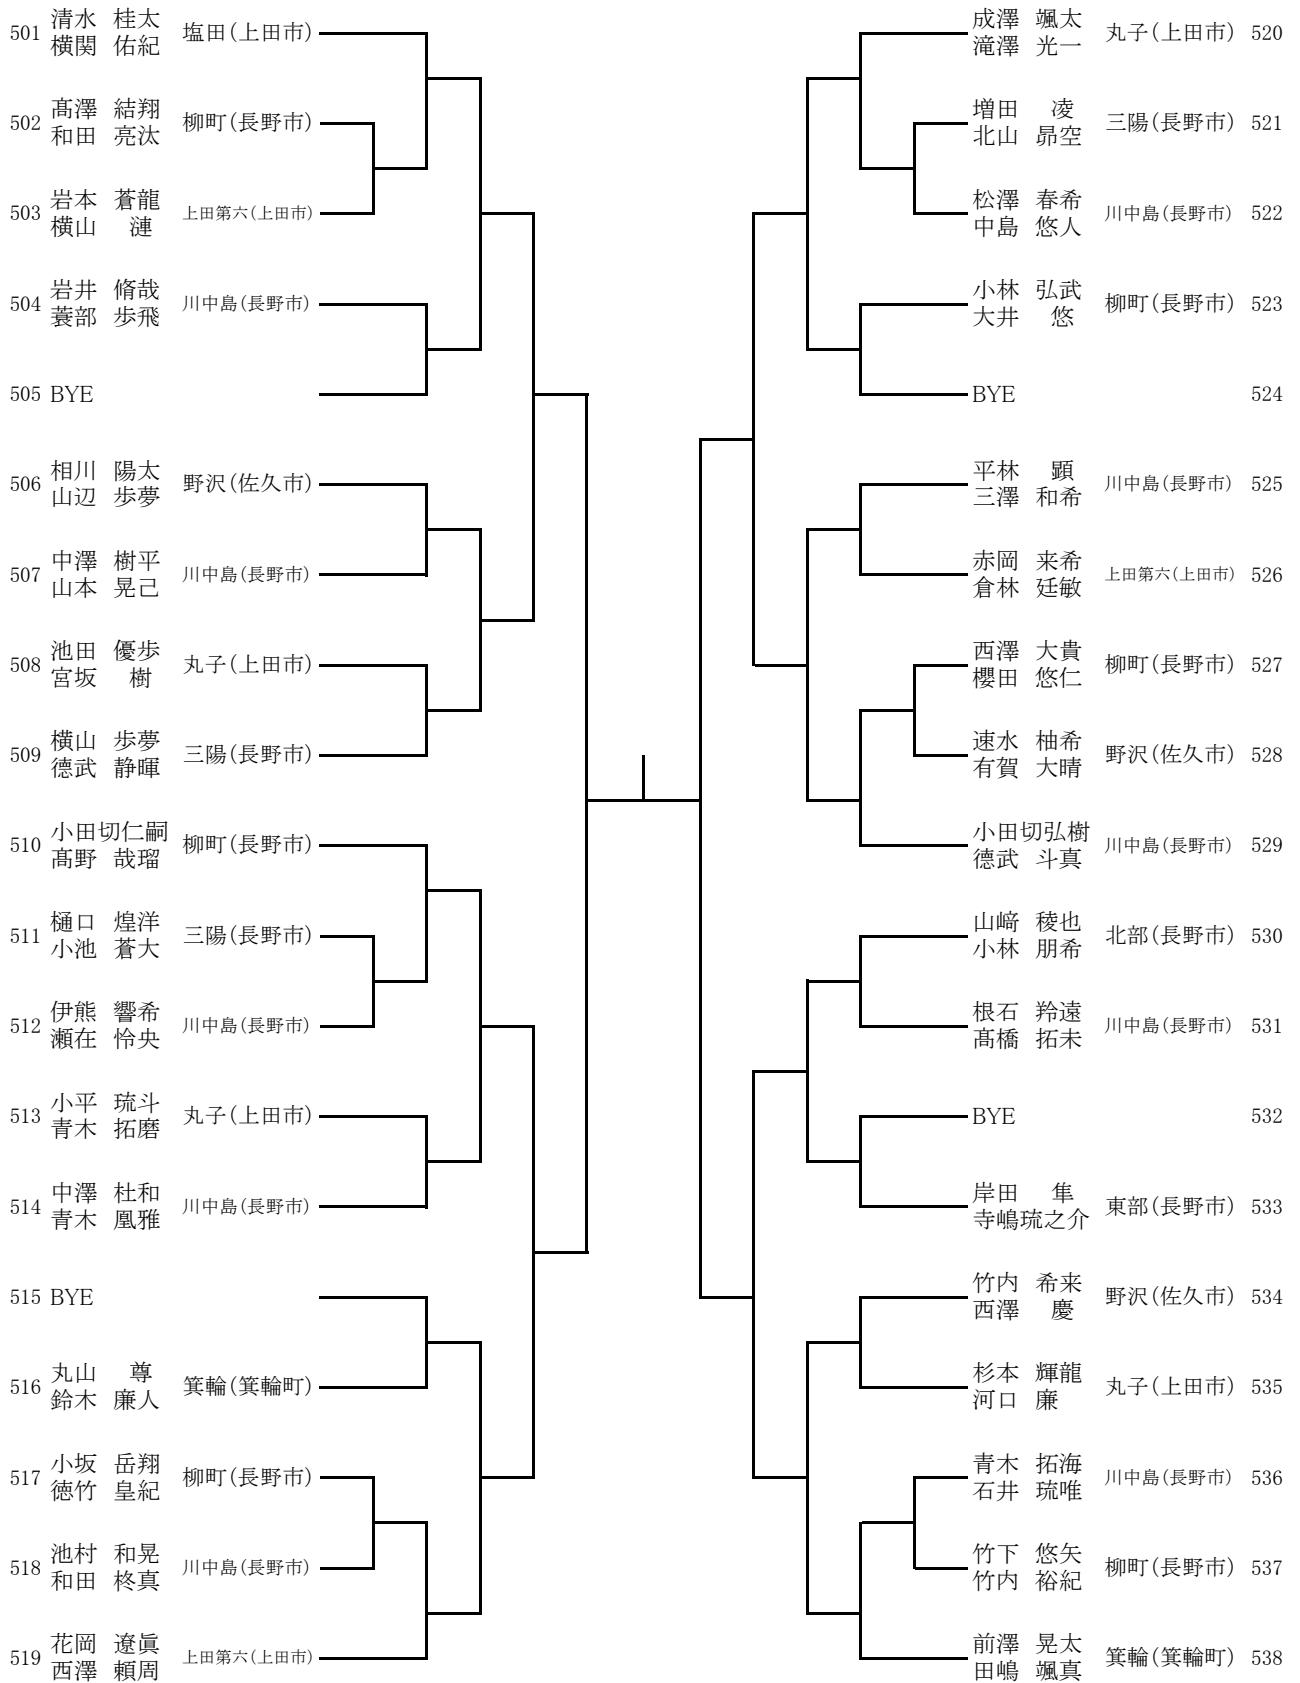 501 清水 桂太 塩田(上田市)
横関 佑紀
502 髙澤 結翔 柳町(長野市)
和田 亮汰
503 岩本 蒼龍 上田第六(上田市)
横山 漣
504 岩井 脩哉 川中島(長野市)
蓑部 歩飛
505 BYE
506 相川 陽太 野沢(佐久市)
山辺 歩夢
507 中澤 樹平 川中島(長野市)
山本 晃己
508 池田 優歩 丸子(上田市)
宮坂 樹
509 横山 歩夢 三陽(長野市)
德武 静暉
510 小田切仁嗣 柳町(長野市)
髙野 哉瑠
511 樋口 煌洋 三陽(長野市)
小池 蒼大
512 伊熊 響希 川中島(長野市)
瀬在 怜央
513 小平 琉斗 丸子(上田市)
青木 拓磨
514 中澤 杜和 川中島(長野市)
青木 凰雅
515 BYE
516 丸山 尊 箕輪(箕輪町)
鈴木 廉人
517 小坂 岳翔 柳町(長野市)
徳竹 皇紀
518 池村 和晃 川中島(長野市)
和田 柊真
519 花岡 遼眞 上田第六(上田市)
西澤 頼周
成澤 颯太 丸子(上田市) 520
滝澤 光一
増田 凌 三陽(長野市) 521
北山 昴空
松澤 春希 川中島(長野市) 522
中島 悠人
小林 弘武 柳町(長野市) 523
大井 悠
BYE 524
平林 顕 川中島(長野市) 525
三澤 和希
赤岡 来希 上田第六(上田市) 526
倉林 廷敏
西澤 大貴 柳町(長野市) 527
櫻田 悠仁
速水 柚希 野沢(佐久市) 528
有賀 大晴
小田切弘樹 川中島(長野市) 529
德武 斗真
山﨑 稜也 北部(長野市) 530
小林 朋希
根石 羚遠 川中島(長野市) 531
髙橋 拓未
BYE 532
岸田 隼 東部(長野市) 533
寺嶋琉之介
竹内 希来 野沢(佐久市) 534
西澤 慶
杉本 輝龍 丸子(上田市) 535
河口 廉
青木 拓海 川中島(長野市) 536
石井 琉唯
竹下 悠矢 柳町(長野市) 537
竹内 裕紀
前澤 晃太 箕輪(箕輪町) 538
田嶋 颯真